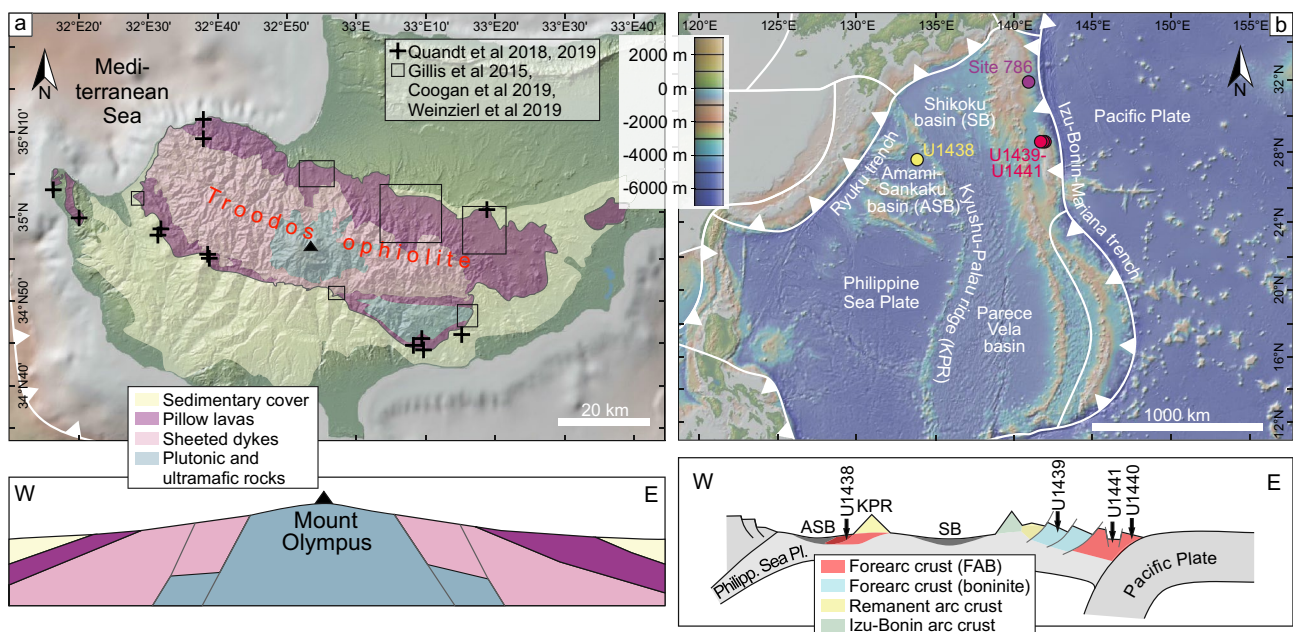 a
32°E20'
32°E30'
32°E40'
32°E50'
33°E
33°E10'
33°E20'
33°E30'
33°E40'
35°N10'
35°N
34°N50'
34°N40'
N
Medi-
terranean
Sea
Quandt et al 2018, 2019
Gillis et al 2015,
Coogan et al 2019,
Weinzierl et al 2019
Troodos ophiolite
20 km
Sedimentary cover
Pillow lavas
Sheeted dykes
Plutonic and
ultramafic rocks
W
E
Mount
Olympus
2000 m
0 m
-2000 m
-4000 m
-6000 m
b
120°E
125°E
130°E
135°E
140°E
145°E
150°E
155°E
32°N
28°N
24°N
20°N
16°N
12°N
N
Site 786
Shikoku
basin (SB)
U1438
Amami-
Sankaku
basin (ASB)
U1439-
U1441
Pacific Plate
Ryuku trench
Izu-Bonin-Mariana trench
Kyushu-Palau ridge (KPR)
Philippine
Sea Plate
Parece
Vela
basin
1000 km
W
E
ASB
U1438
KPR
SB
U1439
U1441
U1440
Philipp. Sea Pl.
Pacific Plate
Forearc crust (FAB)
Forearc crust (boninite)
Remanent arc crust
Izu-Bonin arc crust